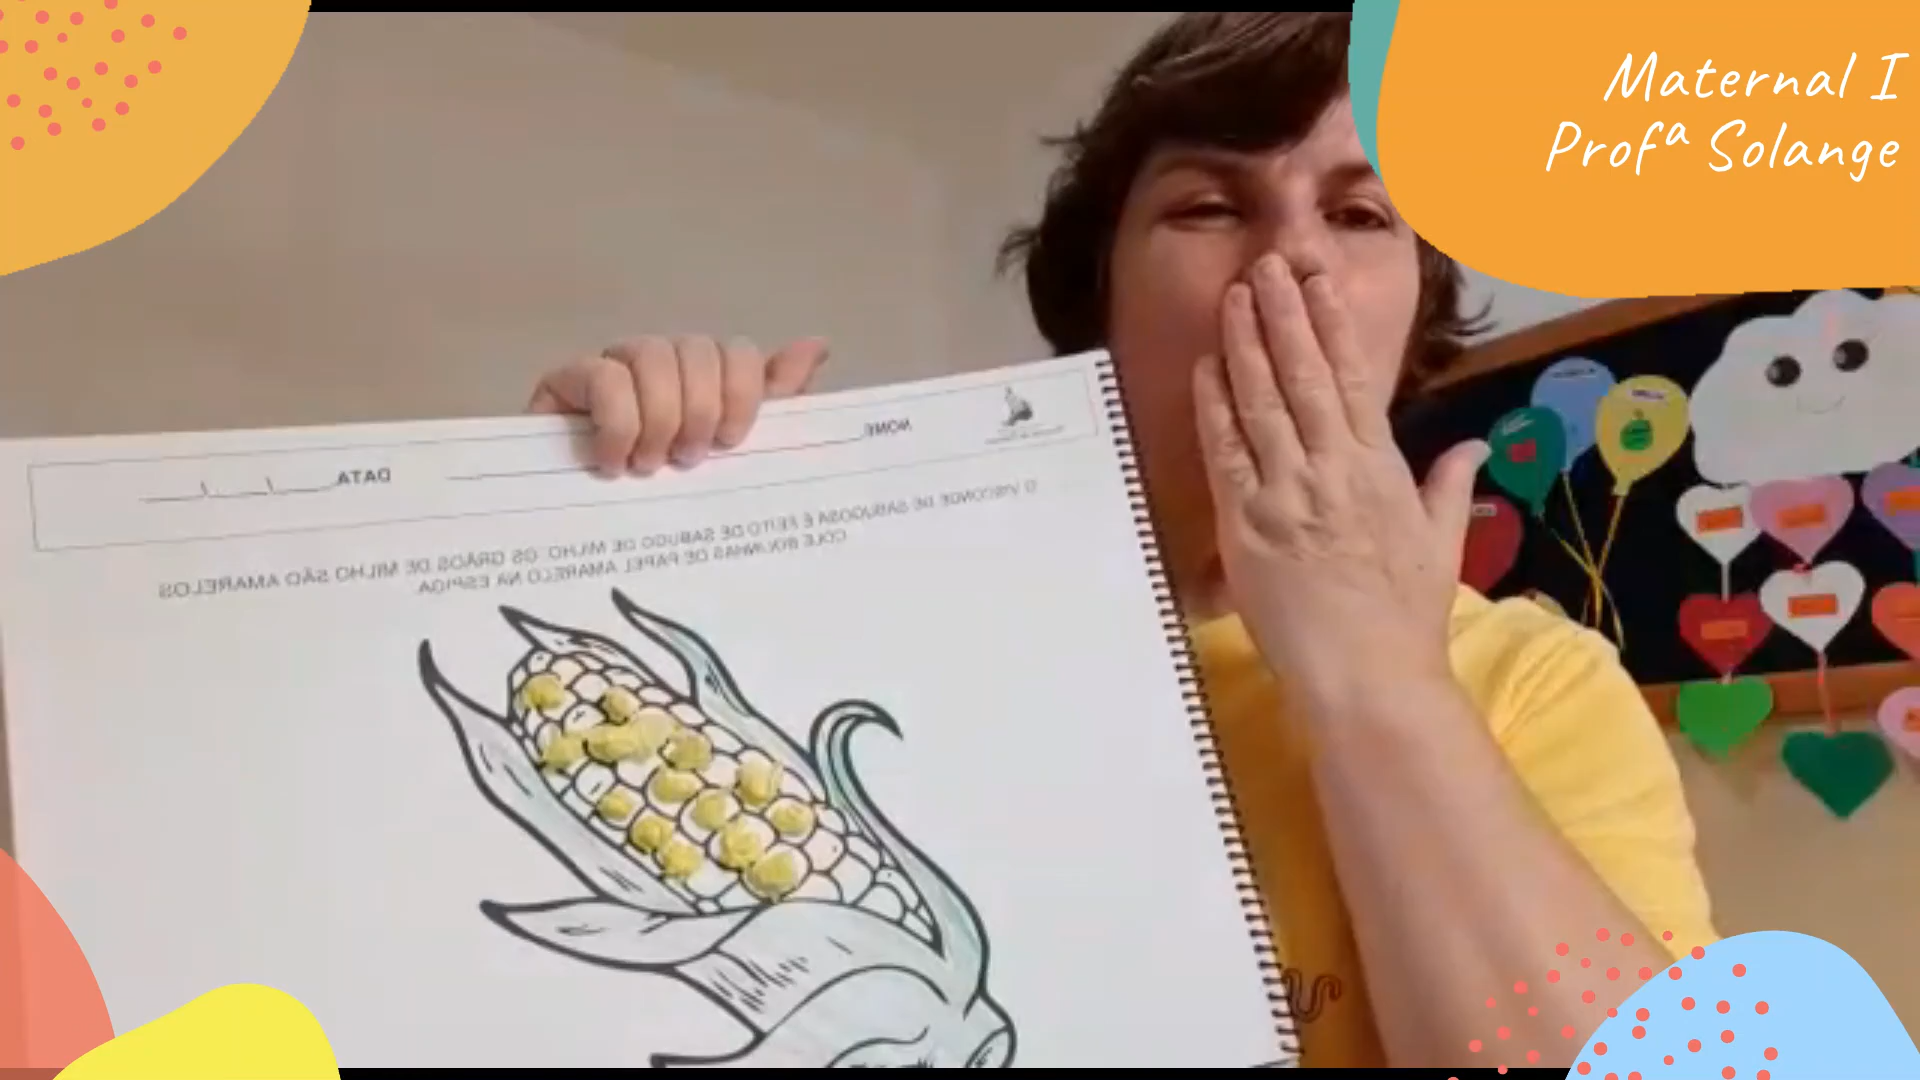 Maternal I
Profª Solange
NOME
DATA
O VISCONDE DE SABUGOSA É FEITO DE SABUGO DE MILHO. OS GRÃOS DE MILHO SÃO AMARELOS.
COLE BOLINHAS DE PAPEL AMARELO NA ESPIGA.